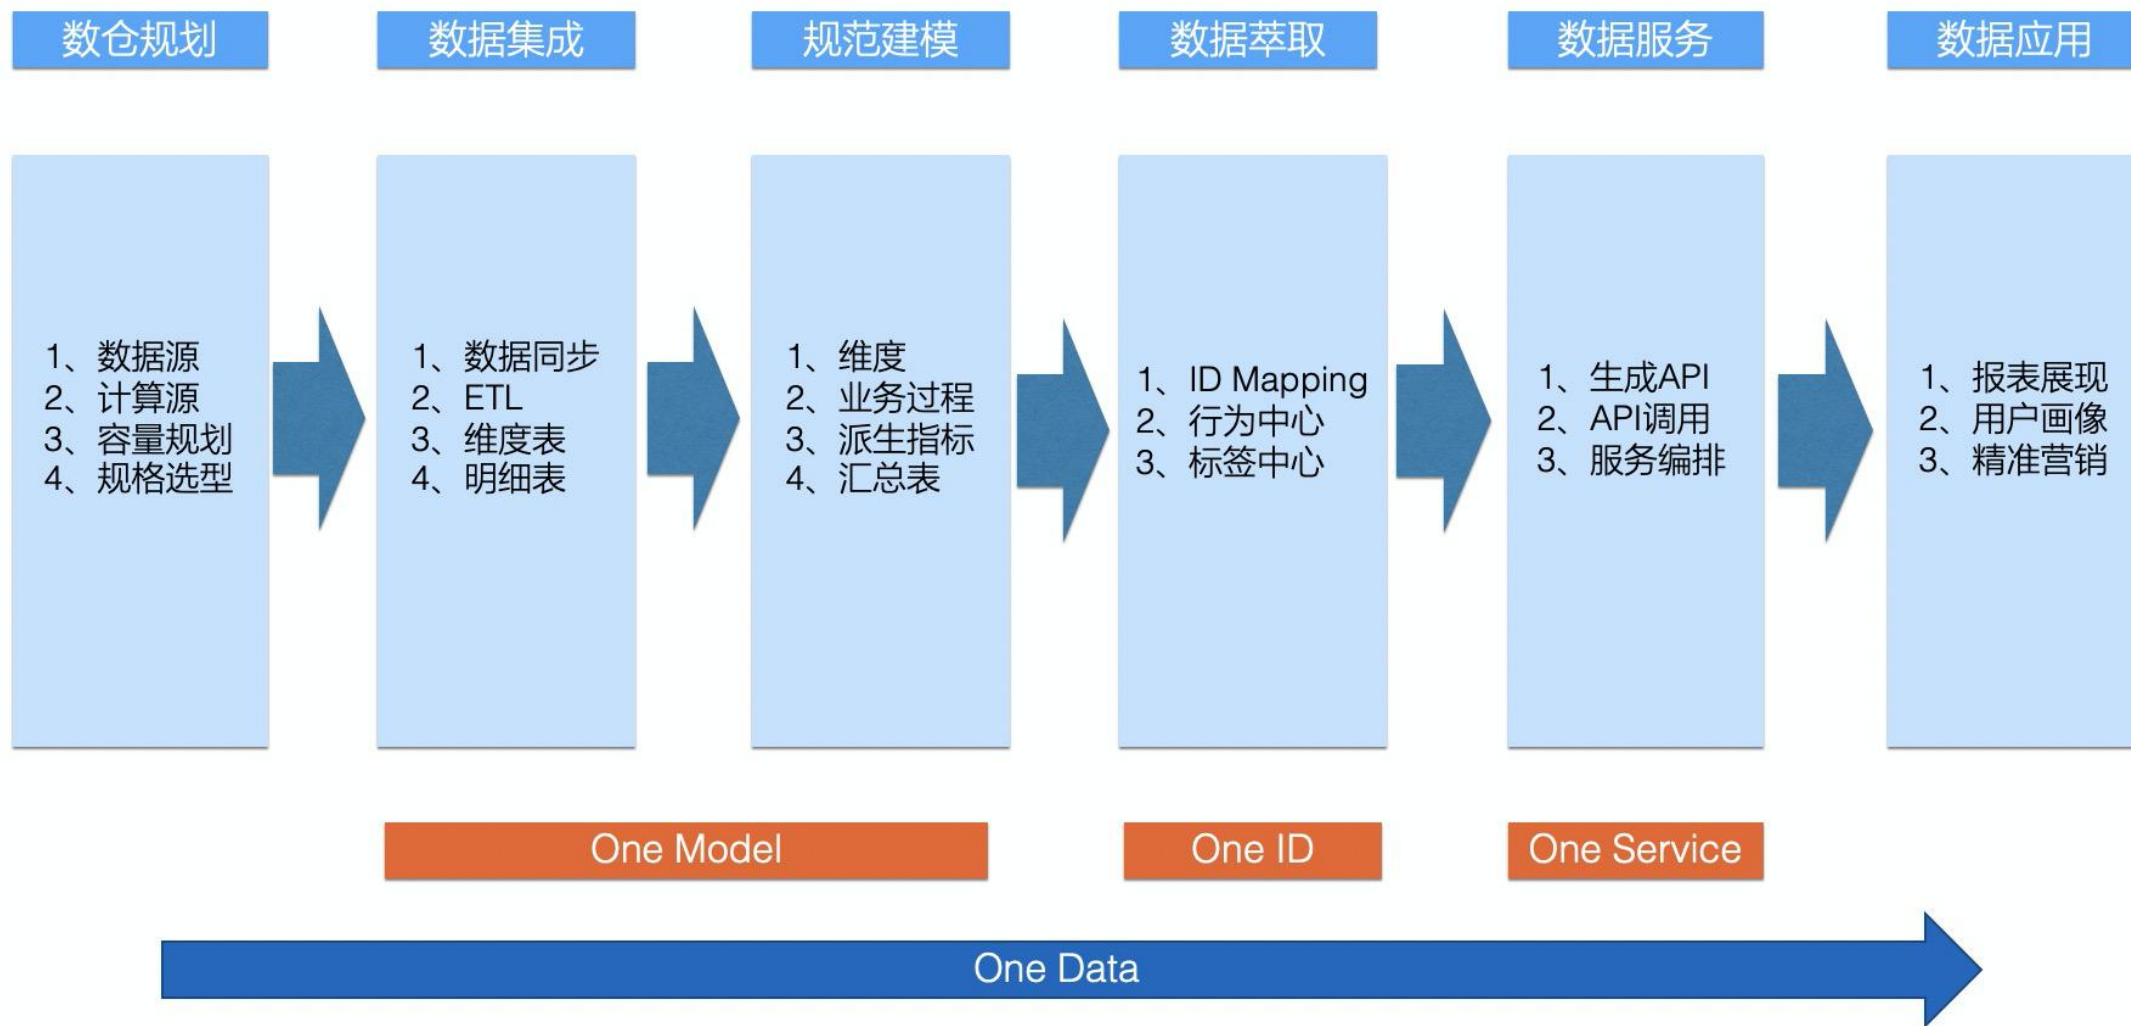 数仓规划
数据集成
规范建模
数据萃取
数据服务
数据应用
1、数据源
2、计算源
3、容量规划
4、规格选型
1、数据同步
2、ETL
3、维度表
4、明细表
1、维度
2、业务过程
3、派生指标
4、汇总表
1、ID Mapping
2、行为中心
3、标签中心
1、生成API
2、API调用
3、服务编排
1、报表展现
2、用户画像
3、精准营销
One Model
One ID
One Service
One Data